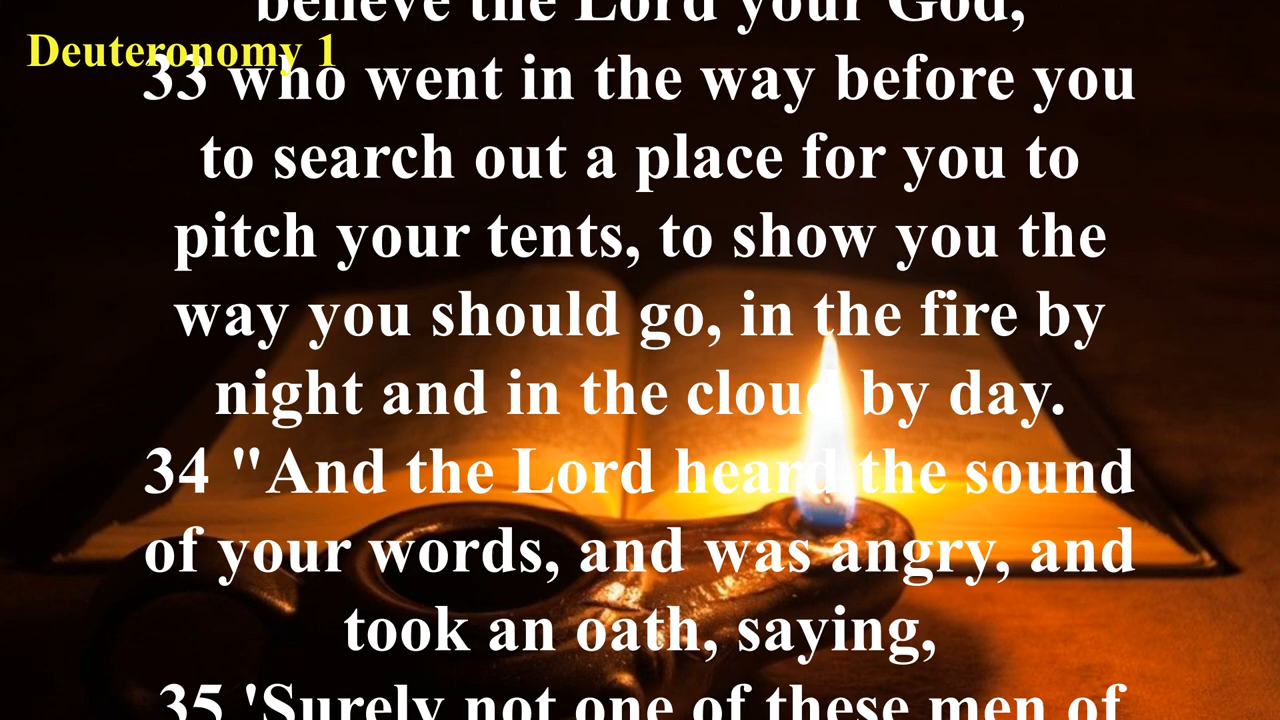 believe the Lord your God,
Deuteronomy 1
33 who went in the way before you
to search out a place for you to
pitch your tents, to show you the
way you should go, in the fire by
night and in the cloud by day.
34 "And the Lord heard the sound
of your words, and was angry, and
took an oath, saying,
35 'Surely not one of these men of